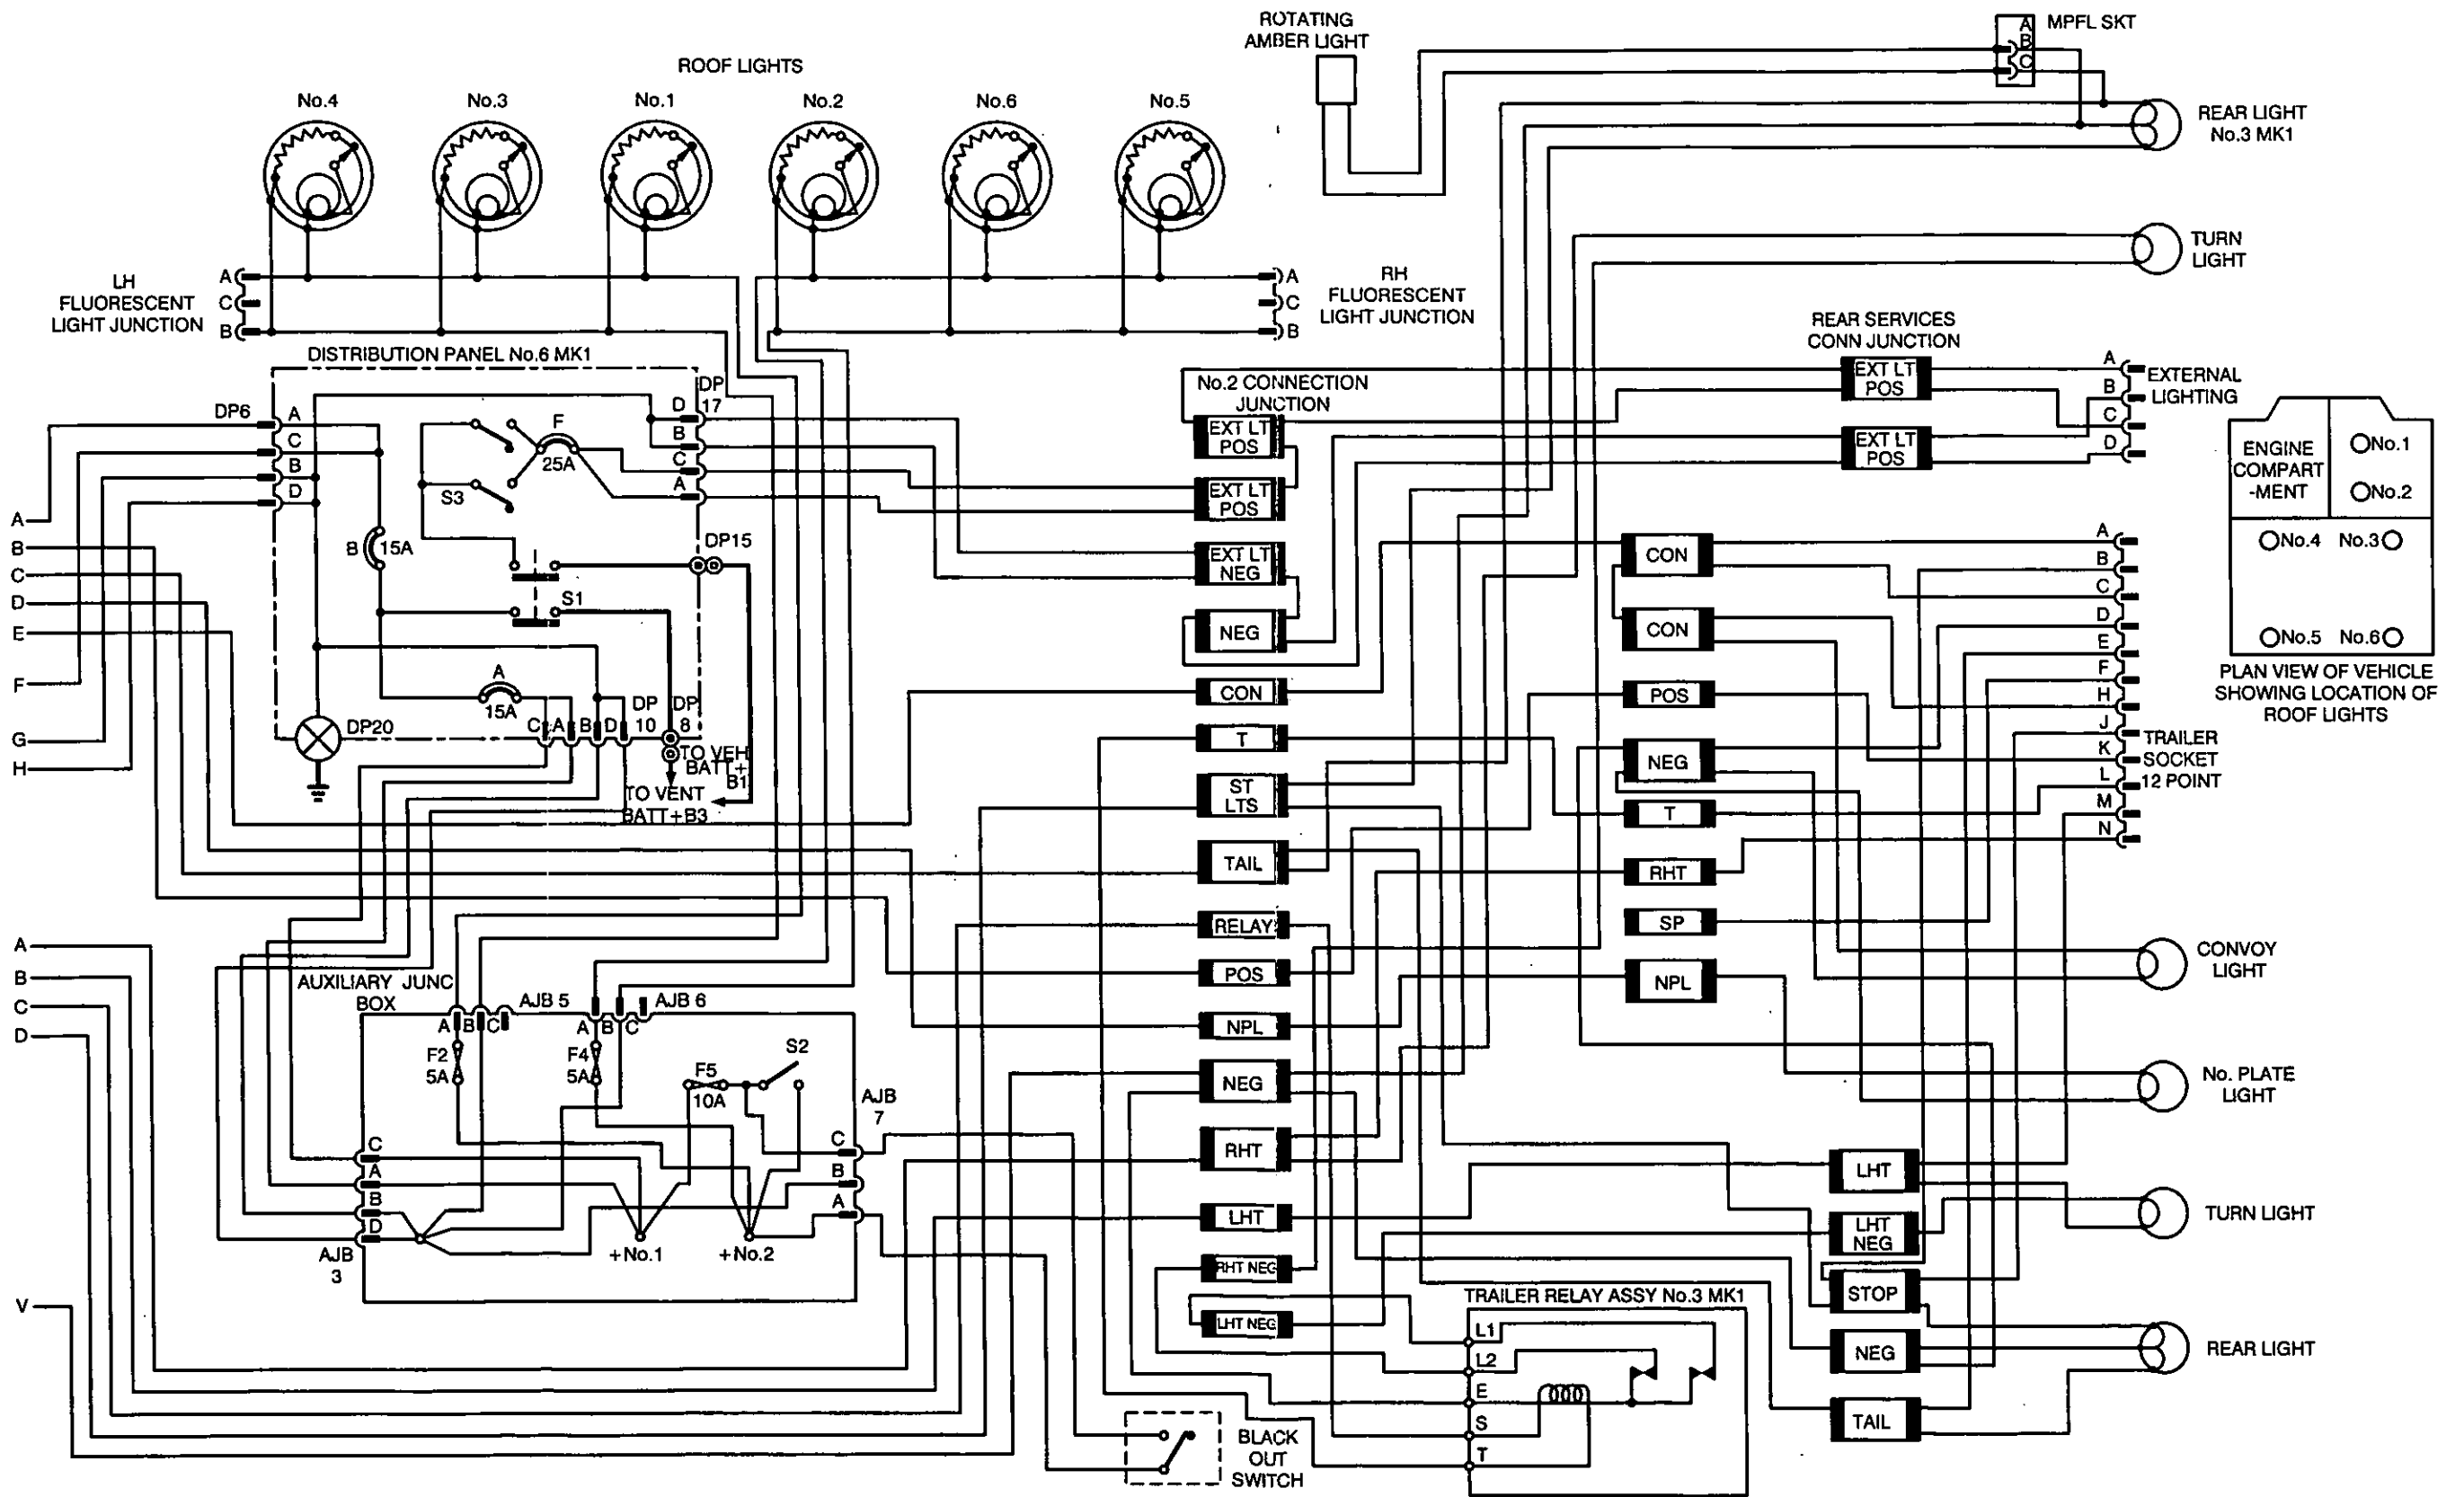 ROTATING
AMBER LIGHT
A
B
C
MPFL SKT
ROOF LIGHTS
No.4
No.3
No.1
No.2
No.6
No.5
REAR LIGHT
No.3 MK1
TURN
LIGHT
LH
FLUORESCENT
LIGHT JUNCTION
A
C
B
A
C
B
RH
FLUORESCENT
LIGHT JUNCTION
REAR SERVICES
CONN JUNCTION
DISTRIBUTION PANEL No.6 MK1
DP6
A
C
B
D
F
25A
S3
B
15A
S1
A
15A
DP20
D
B
C
A
DP
17
DP15
C
A
B
D
DP
10
DP
8
TO VEH
BATT+
B1
TO VENT
BATT+B3
No.2 CONNECTION
JUNCTION
EXT LT
POS
EXT LT
POS
EXT LT
NEG
NEG
CON
T
ST
LTS
TAIL
RELAY
POS
NPL
NEG
RHT
LHT
RHT NEG
LHT NEG
EXT LT
POS
EXT LT
POS
A
B
C
D
EXTERNAL
LIGHTING
ENGINE
COMPART
-MENT
No.1
No.2
No.4
No.3
No.5
No.6
PLAN VIEW OF VEHICLE
SHOWING LOCATION OF
ROOF LIGHTS
CON
CON
POS
NEG
T
RHT
SP
NPL
A
B
C
D
E
F
H
J
K
L
M
N
TRAILER
SOCKET
12 POINT
CONVOY
LIGHT
No. PLATE
LIGHT
LHT
LHT
NEG
STOP
NEG
TAIL
TURN LIGHT
REAR LIGHT
A
B
C
D
E
F
G
H
A
B
C
D
V
AUXILIARY JUNC
BOX
AJB 5
AJB 6
A
B
C
A
B
C
F2
5A
F4
5A
F5
10A
S2
AJB
7
C
B
A
C
A
B
D
AJB
3
+No.1
+No.2
BLACK
OUT
SWITCH
TRAILER RELAY ASSY No.3 MK1
L1
L2
E
S
T